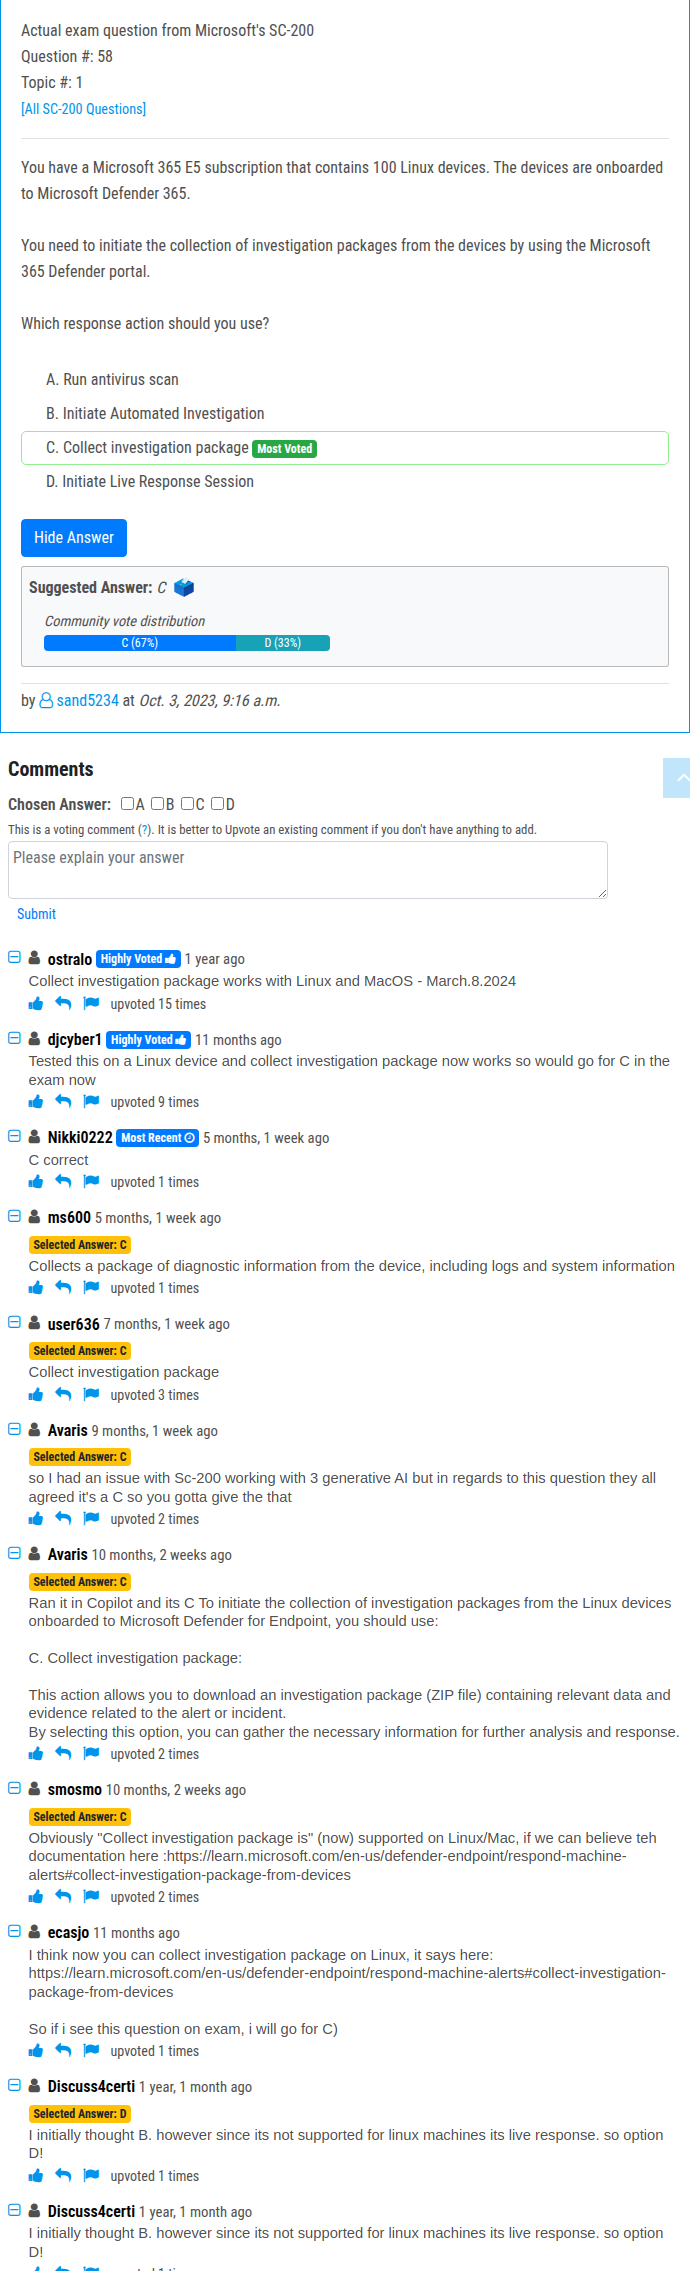 Actual exam question from Microsoft's SC-200
Question #: 58
Topic #: 1
[All SC-200 Questions]
You have a Microsoft 365 E5 subscription that contains 100 Linux devices. The devices are onboarded
to Microsoft Defender 365.
You need to initiate the collection of investigation packages from the devices by using the Microsoft
365 Defender portal.
Which response action should you use?
A. Run antivirus scan
B. Initiate Automated Investigation
C. Collect investigation package Most Voted
D. Initiate Live Response Session
Hide Answer
Suggested Answer: C
Community vote distribution
C (67%) D (33%)
by sand5234 at Oct. 3, 2023, 9:16 a.m.
Comments
Chosen Answer: A B C D
This is a voting comment (?). It is better to Upvote an existing comment if you don't have anything to add.
Please explain your answer
Submit
ostralo Highly Voted 1 year ago
Collect investigation package works with Linux and MacOS - March.8.2024
upvoted 15 times
djcyber1 Highly Voted 11 months ago
Tested this on a Linux device and collect investigation package now works so would go for C in the
exam now
upvoted 9 times
Nikki0222 Most Recent 5 months, 1 week ago
C correct
upvoted 1 times
ms600 5 months, 1 week ago
Selected Answer: C
Collects a package of diagnostic information from the device, including logs and system information
upvoted 1 times
user636 7 months, 1 week ago
Selected Answer: C
Collect investigation package
upvoted 3 times
Avaris 9 months, 1 week ago
Selected Answer: C
so I had an issue with Sc-200 working with 3 generative AI but in regards to this question they all
agreed it's a C so you gotta give the that
upvoted 2 times
Avaris 10 months, 2 weeks ago
Selected Answer: C
Ran it in Copilot and its C To initiate the collection of investigation packages from the Linux devices
onboarded to Microsoft Defender for Endpoint, you should use:
C. Collect investigation package:
This action allows you to download an investigation package (ZIP file) containing relevant data and
evidence related to the alert or incident.
By selecting this option, you can gather the necessary information for further analysis and response.
upvoted 2 times
smosmo 10 months, 2 weeks ago
Selected Answer: C
Obviously "Collect investigation package is" (now) supported on Linux/Mac, if we can believe teh
documentation here :https://learn.microsoft.com/en-us/defender-endpoint/respond-machine-
alerts#collect-investigation-package-from-devices
upvoted 2 times
ecasjo 11 months ago
I think now you can collect investigation package on Linux, it says here:
https://learn.microsoft.com/en-us/defender-endpoint/respond-machine-alerts#collect-investigation-
package-from-devices
So if i see this question on exam, i will go for C)
upvoted 1 times
Discuss4certi 1 year, 1 month ago
Selected Answer: D
I initially thought B. however since its not supported for linux machines its live response. so option
D!
upvoted 1 times
Discuss4certi 1 year, 1 month ago
I initially thought B. however since its not supported for linux machines its live response. so option
D!